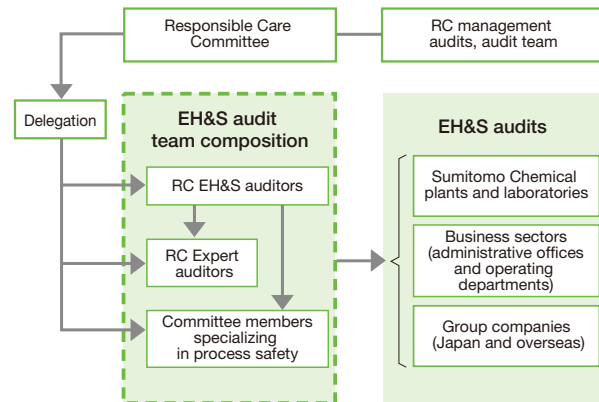 Responsible Care
Committee
RC management
audits, audit team
Delegation
EH&S audit
team composition
RC EH&S auditors
RC Expert
auditors
Committee members
specializing
in process safety
EH&S audits
Sumitomo Chemical
plants and laboratories
Business sectors
(administrative offices
and operating
departments)
Group companies
(Japan and overseas)